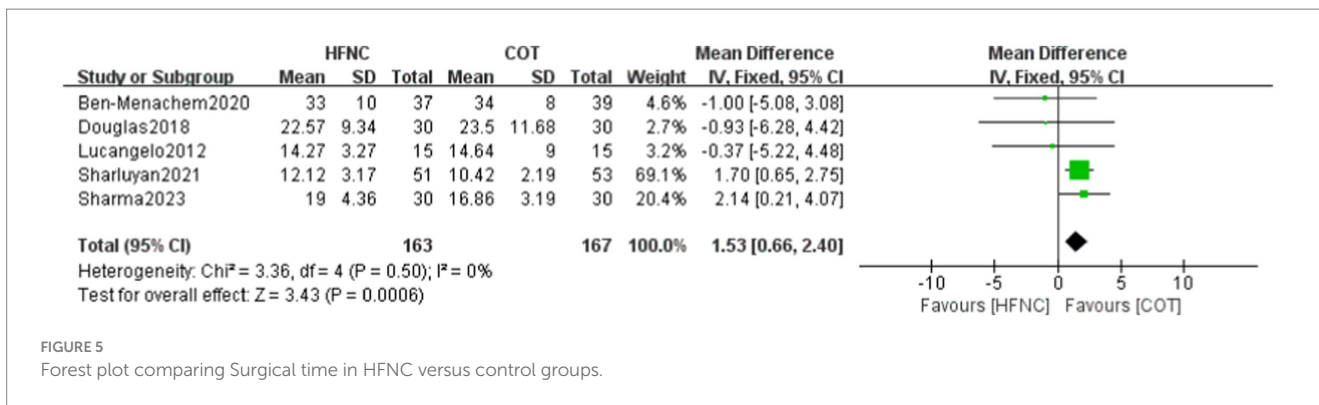 HFNC COT Mean Difference Mean Difference
Study or Subgroup Mean SD Total Mean SD Total Weight IV, Fixed, 95% CI IV, Fixed, 95% CI
Ben-Menachem2020 33 10 37 34 8 39 4.6% -1.00 [-5.08, 3.08]
Douglas2018 22.57 9.34 30 23.5 11.68 30 2.7% -0.93 [-6.28, 4.42]
Lucangelo2012 14.27 3.27 15 14.64 9 15 3.2% -0.37 [-5.22, 4.48]
Sharluyan2021 12.12 3.17 51 10.42 2.19 53 69.1% 1.70 [0.65, 2.75]
Sharma2023 19 4.36 30 16.86 3.19 30 20.4% 2.14 [0.21, 4.07]
Total (95% CI) 163 167 100.0% 1.53 [0.66, 2.40]
Heterogeneity: Chi² = 3.36, df = 4 (P = 0.50); I² = 0%
Test for overall effect: Z = 3.43 (P = 0.0006)
-10 -5 0 5 10
Favours [HFNC] Favours [COT]
FIGURE 5
Forest plot comparing Surgical time in HFNC versus control groups.